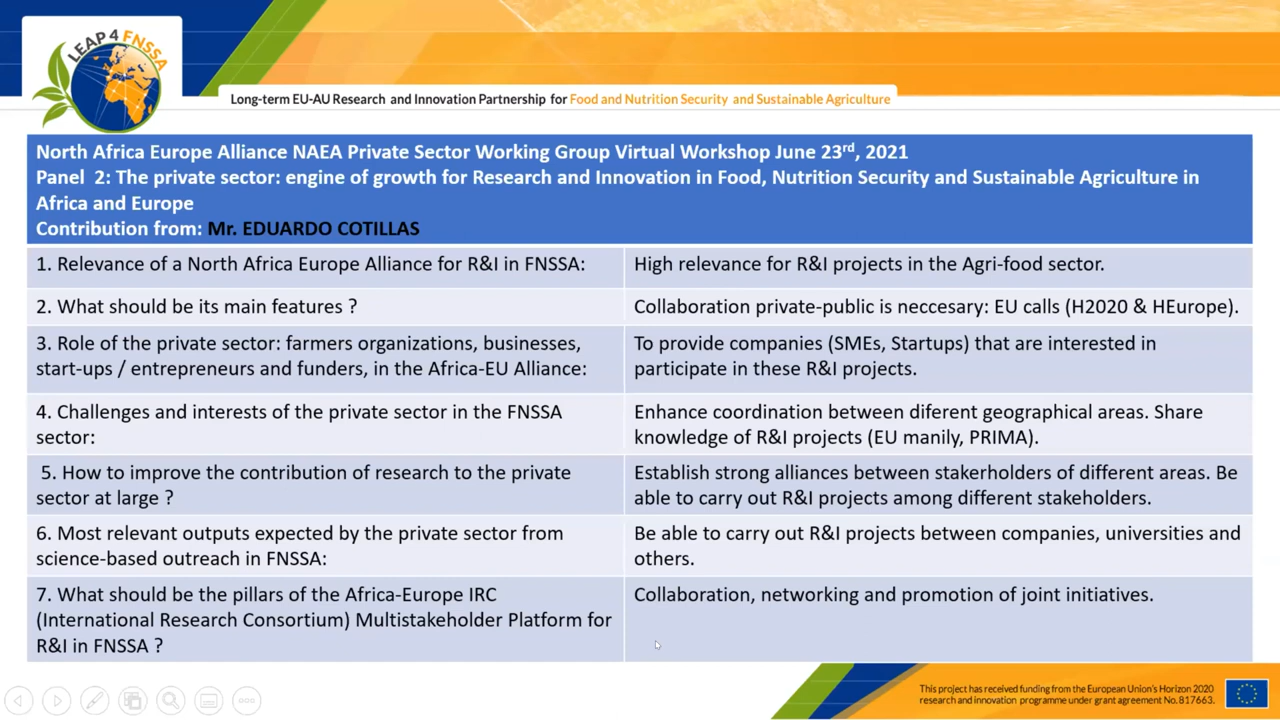 LEAP 4 FNSSA
Long-term EU-AU Research and Innovation Partnership for Food and Nutrition Security and Sustainable Agriculture
North Africa Europe Alliance NAEA Private Sector Working Group Virtual Workshop June 23rd, 2021
Panel 2: The private sector: engine of growth for Research and Innovation in Food, Nutrition Security and Sustainable Agriculture in
Africa and Europe
Contribution from: Mr. EDUARDO COTILLAS
1. Relevance of a North Africa Europe Alliance for R&I in FNSSA:
High relevance for R&I projects in the Agri-food sector.
2. What should be its main features ?
Collaboration private-public is neccesary: EU calls (H2020 & HEurope).
3. Role of the private sector: farmers organizations, businesses,
start-ups / entrepreneurs and funders, in the Africa-EU Alliance:
To provide companies (SMEs, Startups) that are interested in
participate in these R&I projects.
4. Challenges and interests of the private sector in the FNSSA
sector:
Enhance coordination between diferent geographical areas. Share
knowledge of R&I projects (EU manily, PRIMA).
5. How to improve the contribution of research to the private
sector at large ?
Establish strong alliances between stakerholders of different areas. Be
able to carry out R&I projects among different stakeholders.
6. Most relevant outputs expected by the private sector from
science-based outreach in FNSSA:
Be able to carry out R&I projects between companies, universities and
others.
7. What should be the pillars of the Africa-Europe IRC
(International Research Consortium) Multistakeholder Platform for
R&I in FNSSA ?
Collaboration, networking and promotion of joint initiatives.
This project has received funding from the European Union's Horizon 2020
research and innovation programme under grant agreement No. 817663.